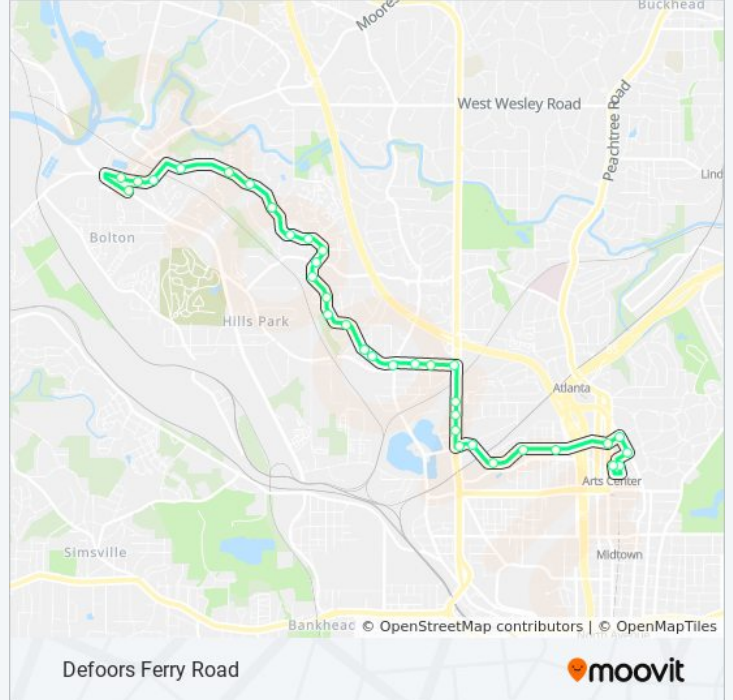 Buckhead
Moores
West Wesley Road
Peachtree Road
Lind
Bolton
Hills Park
Atlanta
Arts Center
Simsville
Midtown
Bankhead
© OpenStreetMap contributors | © OpenMapTiles
Defoors Ferry Road
moovit